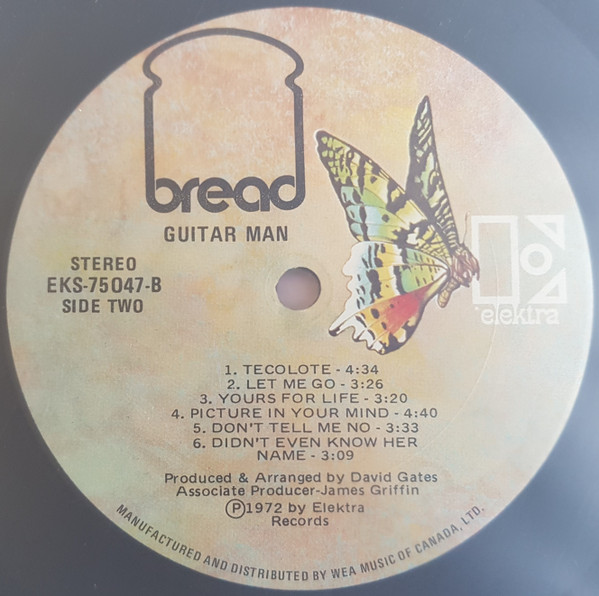 bread
GUITAR MAN
STEREO
EKS-75047-B
SIDE TWO
elektra
1. TECOLOTE - 4:34
2. LET ME GO - 3:26
3. YOURS FOR LIFE - 3:20
4. PICTURE IN YOUR MIND - 4:40
5. DON'T TELL ME NO - 3:33
6. DIDN'T EVEN KNOW HER
NAME - 3:09
Produced & Arranged by David Gates
Associate Producer-James Griffin
Ⓟ1972 by Elektra
Records
MANUFACTURED AND DISTRIBUTED BY WEA MUSIC OF CANADA, LTD.